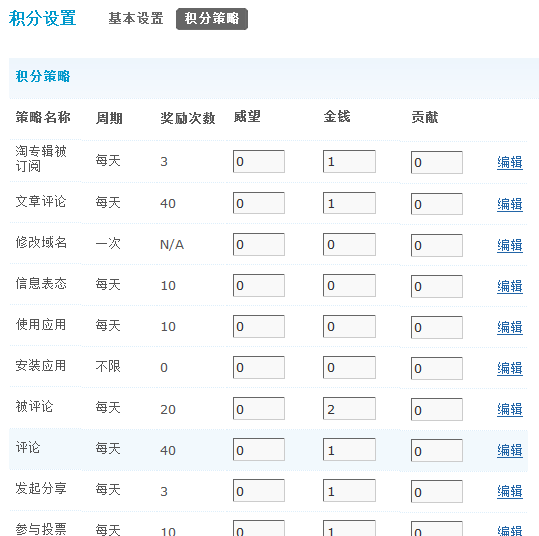 积分设置 基本设置 积分策略
积分策略
策略名称 周期 奖励次数 威望 金钱 贡献
淘专辑被
订阅 每天 3 0 1 0 编辑
文章评论 每天 40 0 1 0 编辑
修改域名 一次 N/A 0 0 0 编辑
信息表态 每天 10 0 0 0 编辑
使用应用 每天 10 0 0 0 编辑
安装应用 不限 0 0 0 0 编辑
被评论 每天 20 0 2 0 编辑
评论 每天 40 0 1 0 编辑
发起分享 每天 3 0 1 0 编辑
参与投票 每天 10 0 1 0 编辑